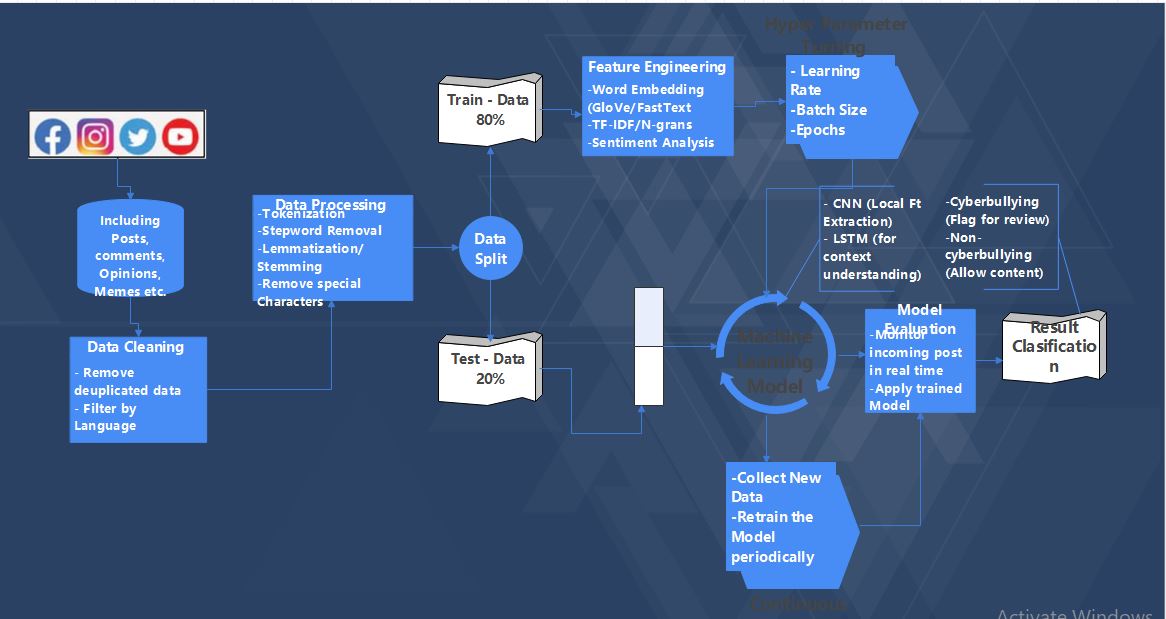 Hyper Parameter
Tunning
Feature Engineering
-Word Embedding
(GloVe/FastText
-TF-IDF/N-grans
-Sentiment Analysis
- Learning
Rate
-Batch Size
-Epochs
Train - Data
80%
Including
Posts,
comments,
Opinions,
Memes etc.
Data Processing
-Tokenization
-Stepword Removal
-Lemmatization/
Stemming
-Remove special
Characters
Data
Split
- CNN (Local Ft
Extraction)
- LSTM (for
context
understanding)
-Cyberbullying
(Flag for review)
-Non-
cyberbullying
(Allow content)
Data Cleaning
- Remove
deuplicated data
- Filter by
Language
Test - Data
20%
Machine
Learning
Model
Model
Evaluation
-Monitor
incoming post
in real time
-Apply trained
Model
Result
Clasificatio
n
-Collect New
Data
-Retrain the
Model
periodically
Continuous
Activate Windows